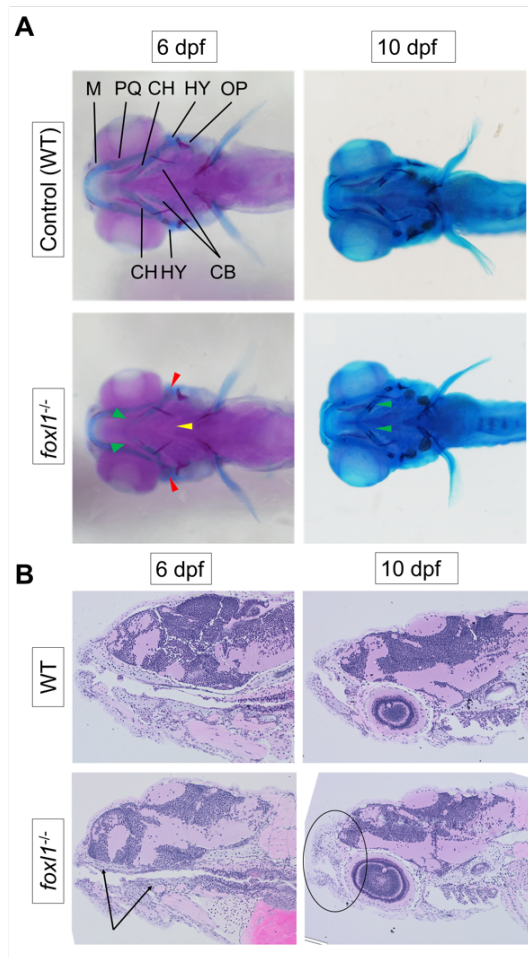 A
6 dpf
10 dpf
Control (WT)
M PQ CH HY OP
CH HY CB
foxl1-/-
B
6 dpf
10 dpf
WT
foxl1-/-